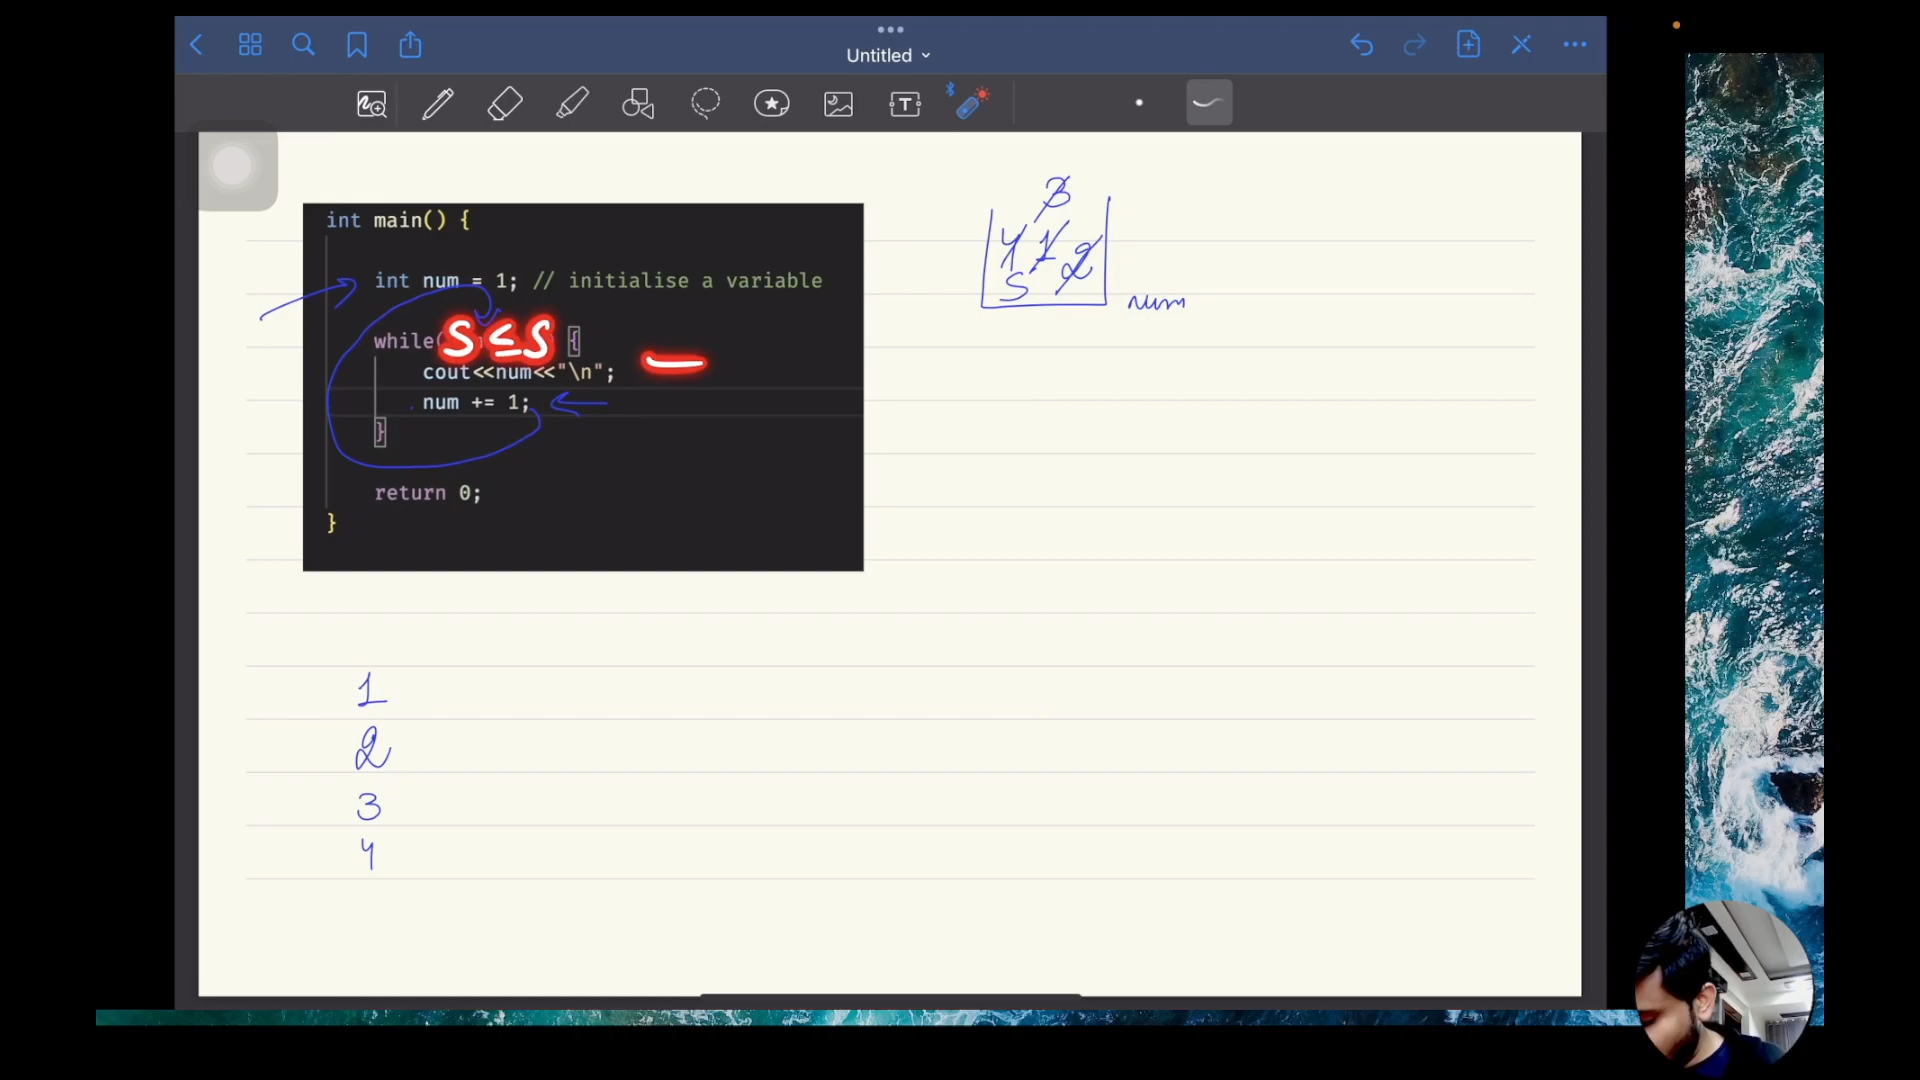 Untitled
int main() {
int num = 1; // initialise a variable
while( 5 ≤ 5 {
cout<<num<<"\n";
num += 1;
}
return 0;
}
3
4 1 2
5
num
1
2
3
4